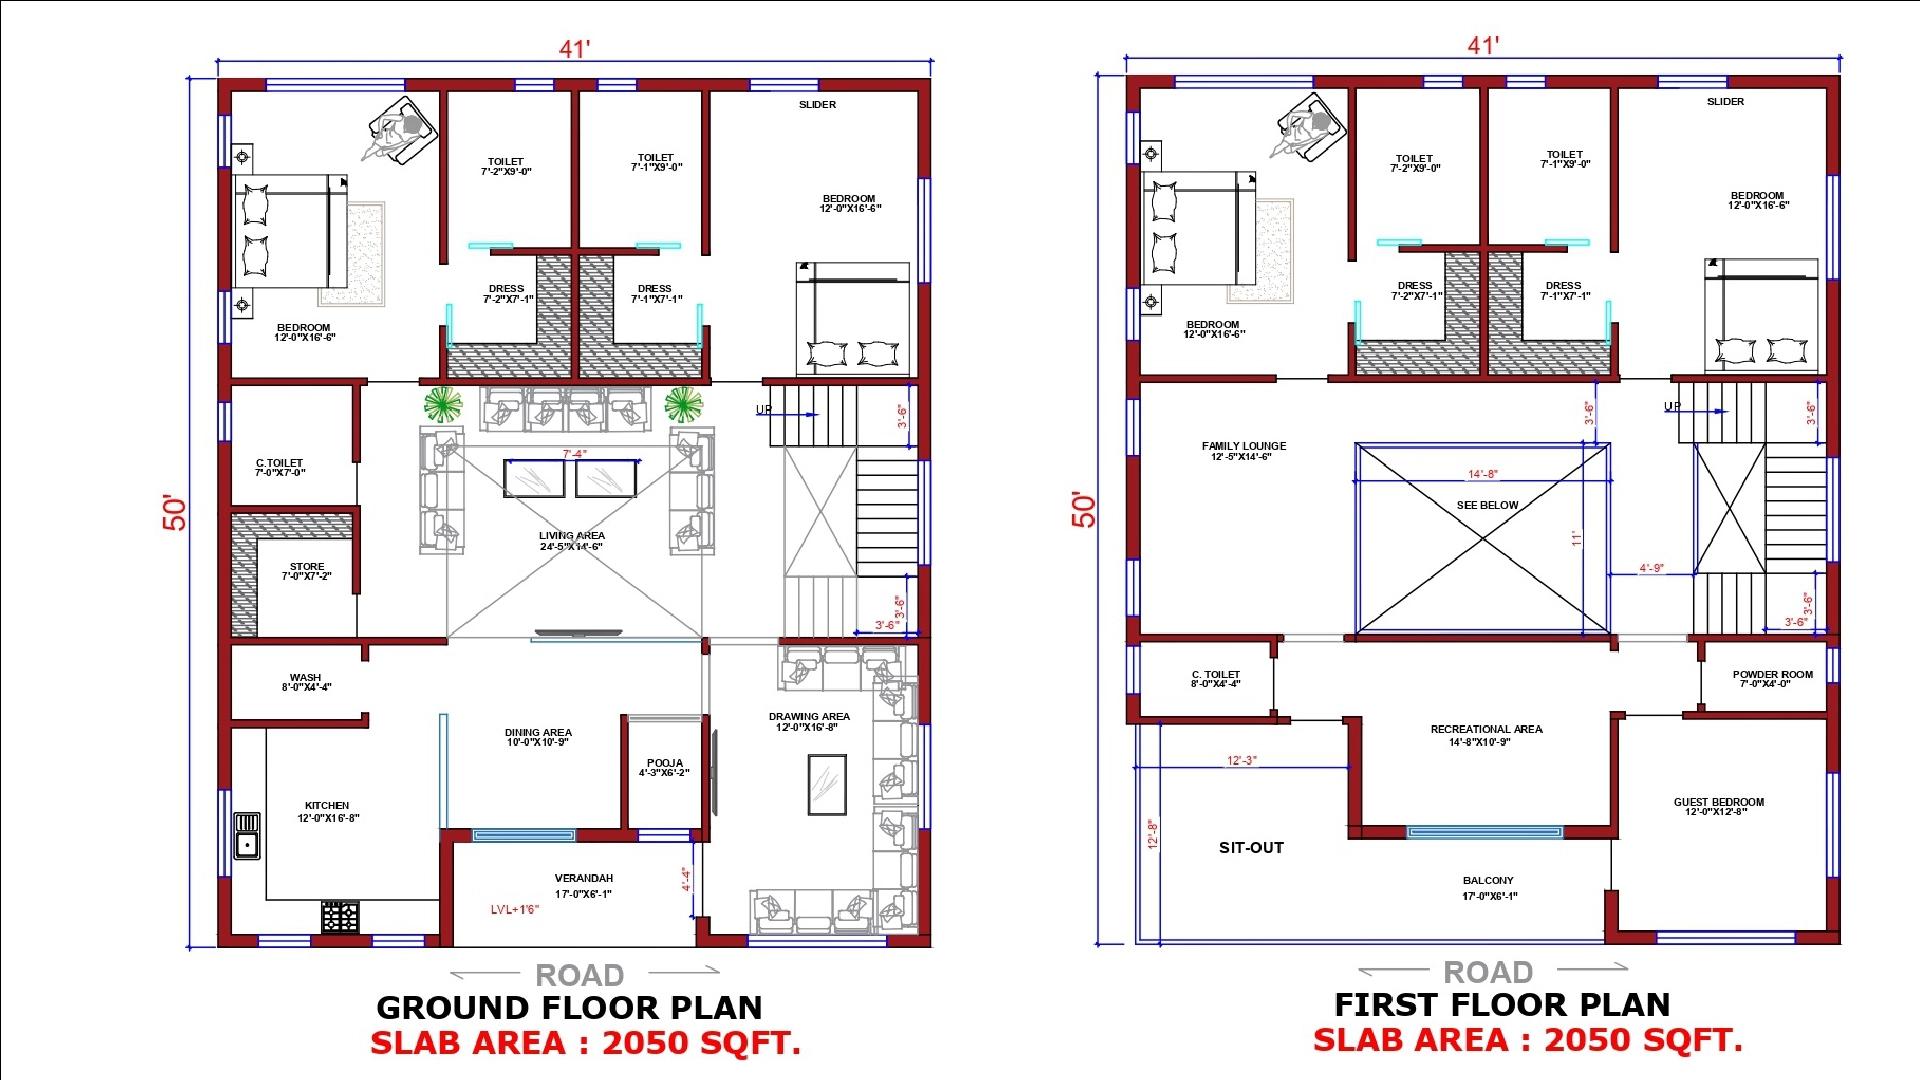 41'
SLIDER
TOILET
7'-2"X9'-0"
TOILET
7'-1"X9'-0"
BEDROOM
12'-0"X16'-6"
DRESS
7'-2"X7'-1"
DRESS
7'-1"X7'-1"
BEDROOM
12'-0"X16'-6"
UP
3'-6"
C.TOILET
7'-0"X7'-0"
7'-4"
50'
LIVING AREA
24'-5"X14'-6"
STORE
7'-0"X7'-2"
3'-6"
3'-6"
WASH
8'-0"X4'-4"
DRAWING AREA
12'-0"X16'-8"
DINING AREA
10'-0"X10'-9"
POOJA
4'-3"X6'-2"
KITCHEN
12'-0"X16'-8"
VERANDAH
17'-0"X6'-1"
4'-4"
LVL+1'6"
ROAD
GROUND FLOOR PLAN
SLAB AREA : 2050 SQFT.
41'
SLIDER
TOILET
7'-2"X9'-0"
TOILET
7'-1"X9'-0"
BEDROOM
12'-0"X16'-6"
DRESS
7'-2"X7'-1"
DRESS
7'-1"X7'-1"
BEDROOM
12'-0"X16'-6"
UP
3'-6"
3'-6"
FAMILY LOUNGE
12'-5"X14'-6"
14'-8"
SEE BELOW
50'
11'
4'-9"
3'-6"
3'-6"
C. TOILET
8'-0"X4'-4"
POWDER ROOM
7'-0"X4'-0"
RECREATIONAL AREA
14'-8"X10'-9"
12'-3"
GUEST BEDROOM
12'-0"X12'-8"
12'-8"
SIT-OUT
BALCONY
17'-0"X6'-1"
ROAD
FIRST FLOOR PLAN
SLAB AREA : 2050 SQFT.